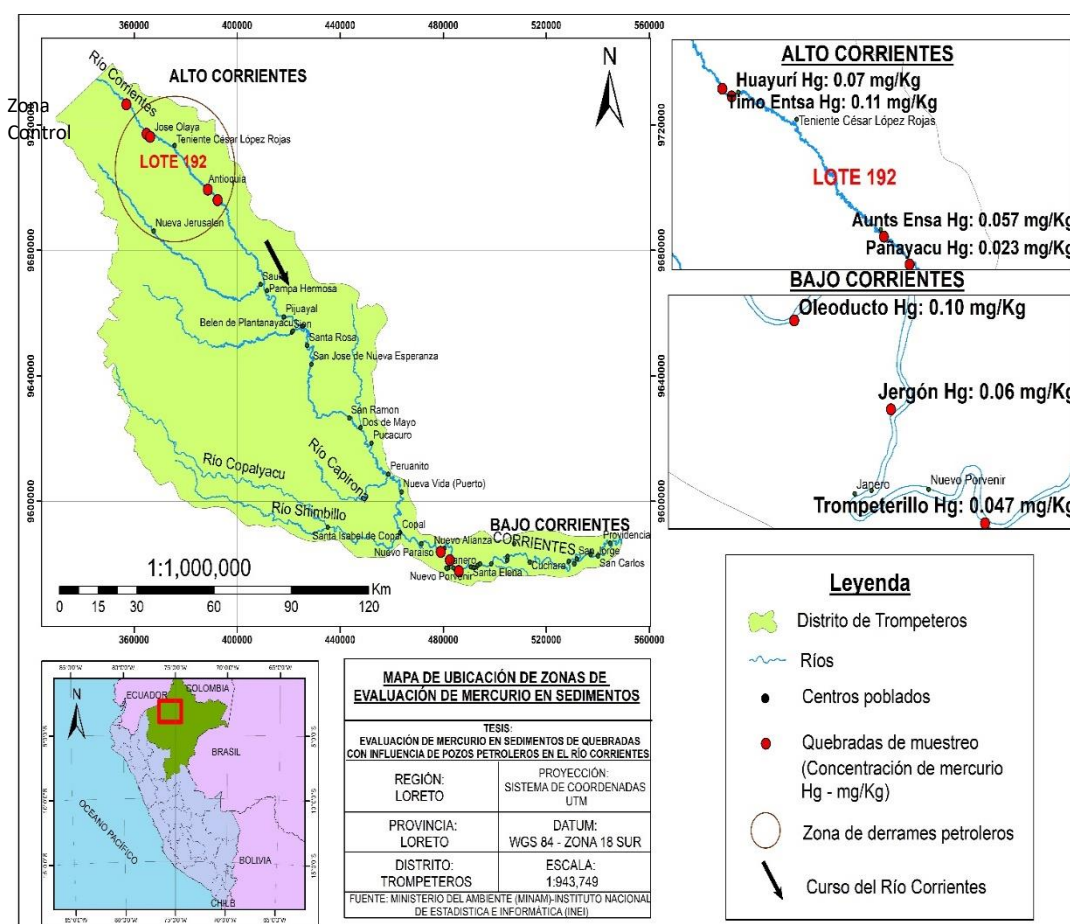 360000 400000 440000 480000 520000 560000
9720000
9680000
9640000
9600000
N
Zona
Control
ALTO CORRIENTES
Río Corrientes
Jose Olaya
Teniente César López Rojas
LOTE 192
Antioquia
Nueva Jerusalen
Pampa Hermosa
Pijuayal
Belen de Plantanayacu
Sion
Santa Rosa
San Jose de Nueva Esperanza
San Ramon
Dos de Mayo
Pucacuro
Río Copalyacu
Río Capirona
Peruanito
Nueva Vida (Puerto)
Río Shimbillo
Santa Isabel de Copal
Copal
BAJO CORRIENTES
CORRIENTES
Nuevo Alianza
Nuevo Paraiso
Nuevo Porvenir
Santa Elena
Cuchara
San Jorge
San Carlos
Providencia
1:1,000,000
Km
0 15 30 60 90 120
360000 400000 440000 480000 520000 560000
ALTO CORRIENTES
Huayurí Hg: 0.07 mg/Kg
Timo Entsa Hg: 0.11 mg/Kg
Teniente César López Rojas
LOTE 192
Aunts Ensa Hg: 0.057 mg/Kg
Pañayacu Hg: 0.023 mg/Kg
BAJO CORRIENTES
Oleoducto Hg: 0.10 mg/Kg
Jergón Hg: 0.06 mg/Kg
Nuevo Porvenir
Trompeterillo Hg: 0.047 mg/Kg
Leyenda
Distrito de Trompeteros
Ríos
Centros poblados
Quebradas de muestreo
(Concentración de mercurio
Hg - mg/Kg)
Zona de derrames petroleros
Curso del Río Corrientes
N
ECUADOR
COLOMBIA
BRASIL
BOLIVIA
OCEANO PACÍFICO
MAPA DE UBICACIÓN DE ZONAS DE
EVALUACIÓN DE MERCURIO EN SEDIMENTOS
TESIS:
EVALUACIÓN DE MERCURIO EN SEDIMENTOS DE QUEBRADAS
CON INFLUENCIA DE POZOS PETROLEROS EN EL RÍO CORRIENTES
REGIÓN:
LORETO
PROYECCIÓN:
SISTEMA DE COORDENADAS
UTM
PROVINCIA:
LORETO
DATUM:
WGS 84 - ZONA 18 SUR
DISTRITO:
TROMPETEROS
ESCALA:
1:943,749
FUENTE: MINISTERIO DEL AMBIENTE (MINAM)-INSTITUTO NACIONAL
DE ESTADISTICA E INFORMÁTICA (INEI)